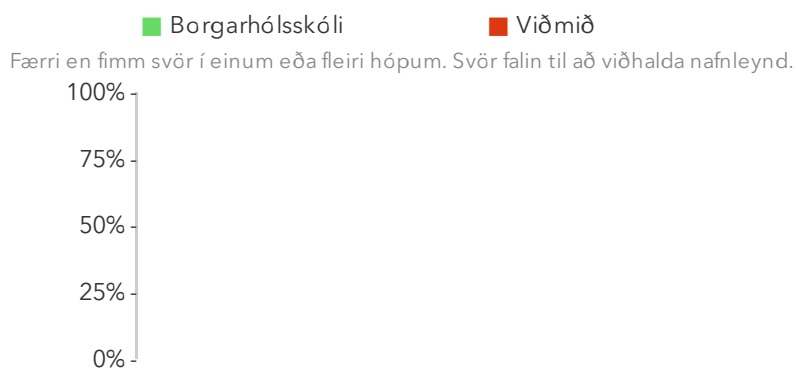 Borgarhólsskóli Viðmið
Færri en fimm svör í einum eða fleiri hópum. Svör falin til að viðhalda nafnleynd.
100%
75%
50%
25%
0%